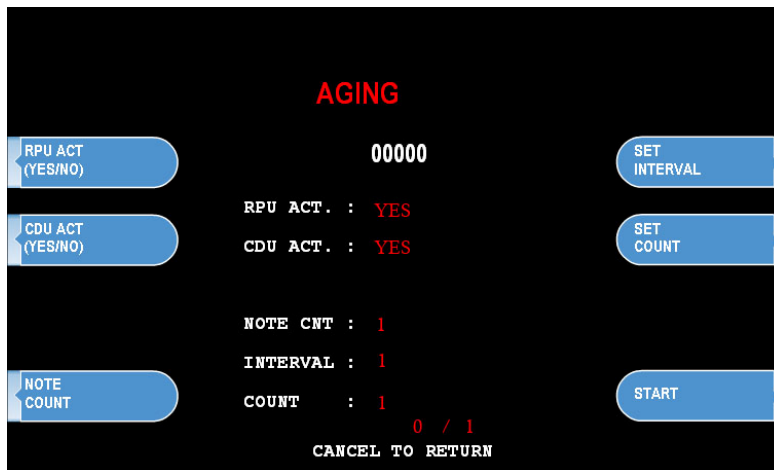 AGING
RPU ACT
(YES/NO)
00000
SET
INTERVAL
RPU ACT. : YES
CDU ACT
(YES/NO)
CDU ACT. : YES
SET
COUNT
NOTE CNT : 1
INTERVAL : 1
NOTE
COUNT
COUNT : 1
START
0 / 1
CANCEL TO RETURN